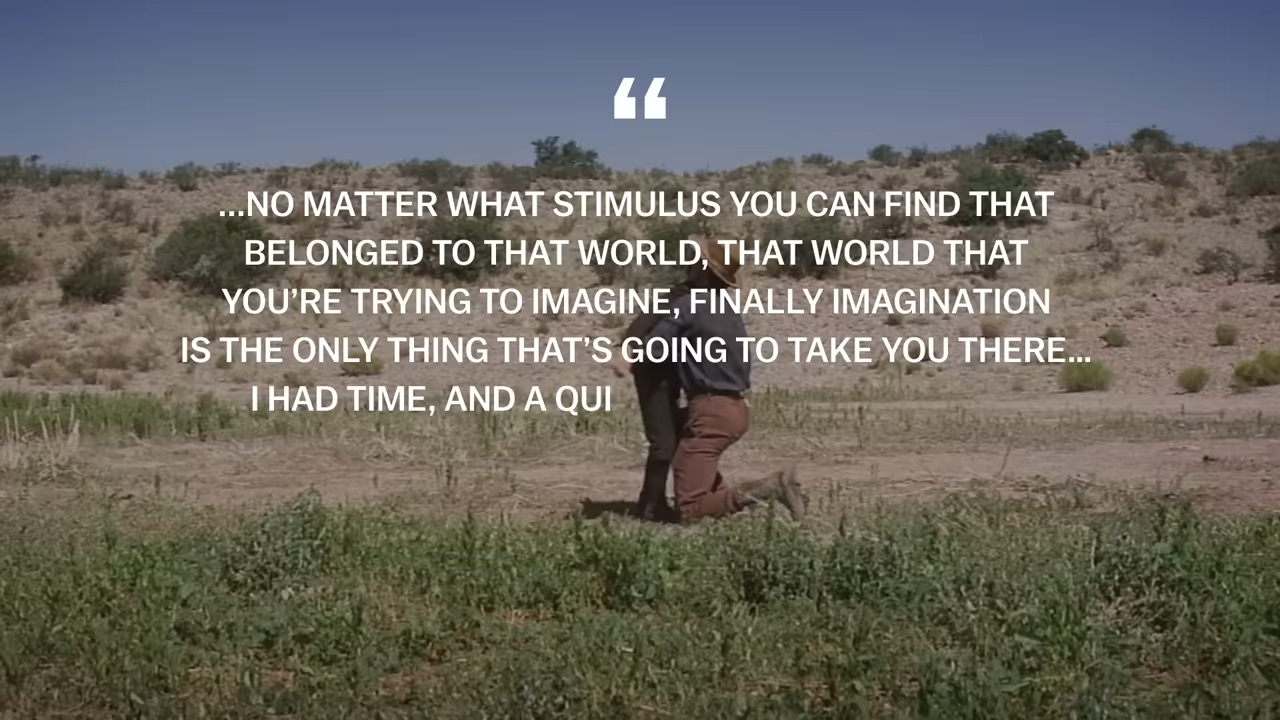 “
…NO MATTER WHAT STIMULUS YOU CAN FIND THAT
BELONGED TO THAT WORLD, THAT WORLD THAT
YOU’RE TRYING TO IMAGINE, FINALLY IMAGINATION
IS THE ONLY THING THAT’S GOING TO TAKE YOU THERE…
I HAD TIME, AND A QUI